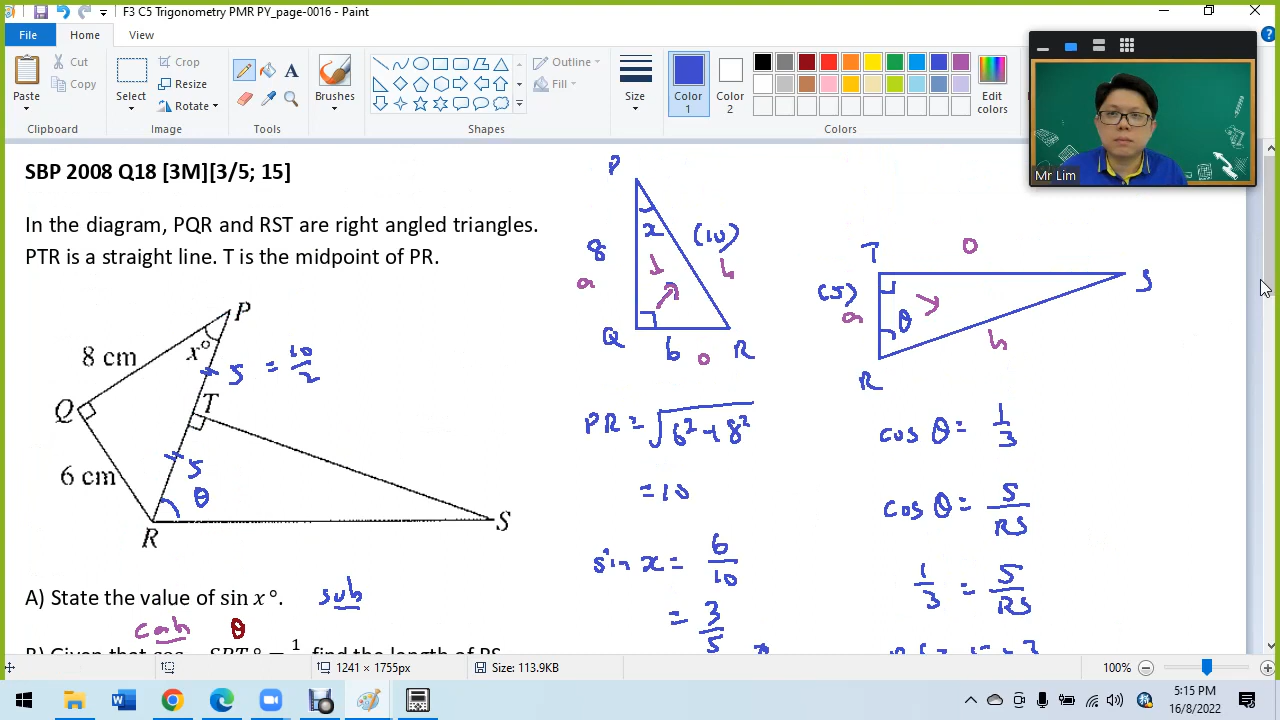 F3 C5 Trigonometry PMR PY_page-0016 - Paint
File
Home
View
Paste
Cut
Copy
Clipboard
Select
Crop
Resize
Rotate
Image
A
Tools
Brushes
Outline
Fill
Shapes
Size
Color 1
Color 2
Edit colors
Colors
Mr Lim
SBP 2008 Q18 [3M][3/5; 15]
In the diagram, PQR and RST are right angled triangles.
PTR is a straight line. T is the midpoint of PR.
P
8 cm
x°
5 = 10/2
Q
T
6 cm
5
θ
R
S
A) State the value of sin x°.
soh
cah
θ
P
x
8
(10)
a
h
Q
6
o
R
PR = √6² + 8²
= 10
sin x = 6/10
= 3/5
T
o
S
(5)
a
θ
h
R
cos θ = 1/3
cos θ = 5/RS
1/3 = 5/RS
1241 × 1755px
Size: 113.9KB
100%
5:15 PM
16/8/2022